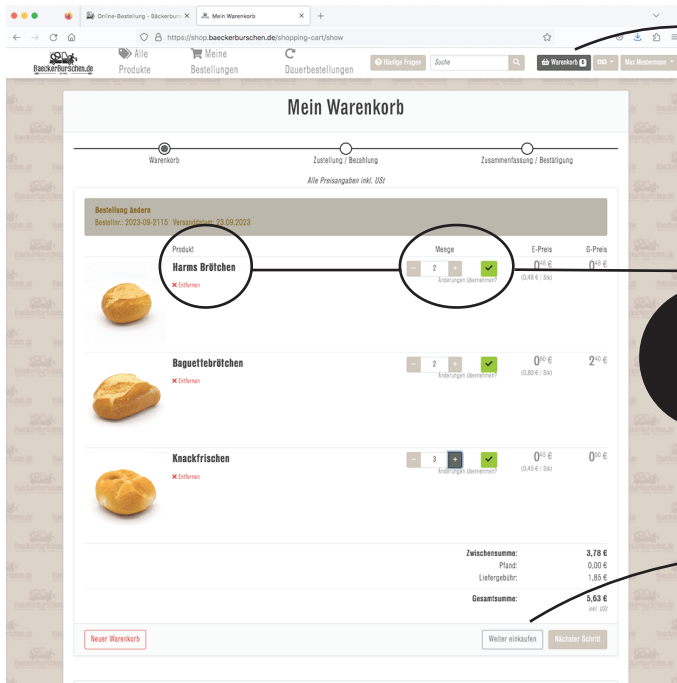 Online-Bestellung - Bäckerburs × Mein Warenkorb × +
https://shop.baeckerburschen.de/shopping-cart/show
BaeckerBurschen.de
Alle Produkte
Meine Bestellungen
Dauerbestellungen
Häufige Fragen
Suche
Warenkorb
Max Mustermann
Mein Warenkorb
Warenkorb Zustellung / Bezahlung Zusammenfassung / Bestätigung
Alle Preisangaben inkl. USt
Bestellung ändern
Bestellnr.: 2023-09-2115 Versanddatum: 23.09.2023
Produkt Menge E-Preis G-Preis
Harms Brötchen - 2 + 0,48 € 0,48 €
× Entfernen Änderungen übernehmen? (0,48 € / Stk)
Baguettebrötchen - 2 + 0,80 € 2,40 €
× Entfernen Änderungen übernehmen? (0,80 € / Stk)
Knackfrischen - 3 + 0,45 € 0,90 €
× Entfernen Änderungen übernehmen? (0,45 € / Stk)
Zwischensumme: 3,78 €
Pfand: 0,00 €
Liefergebühr: 1,85 €
Gesamtsumme: 5,63 €
inkl. USt
Neuer Warenkorb Weiter einkaufen Nächster Schritt